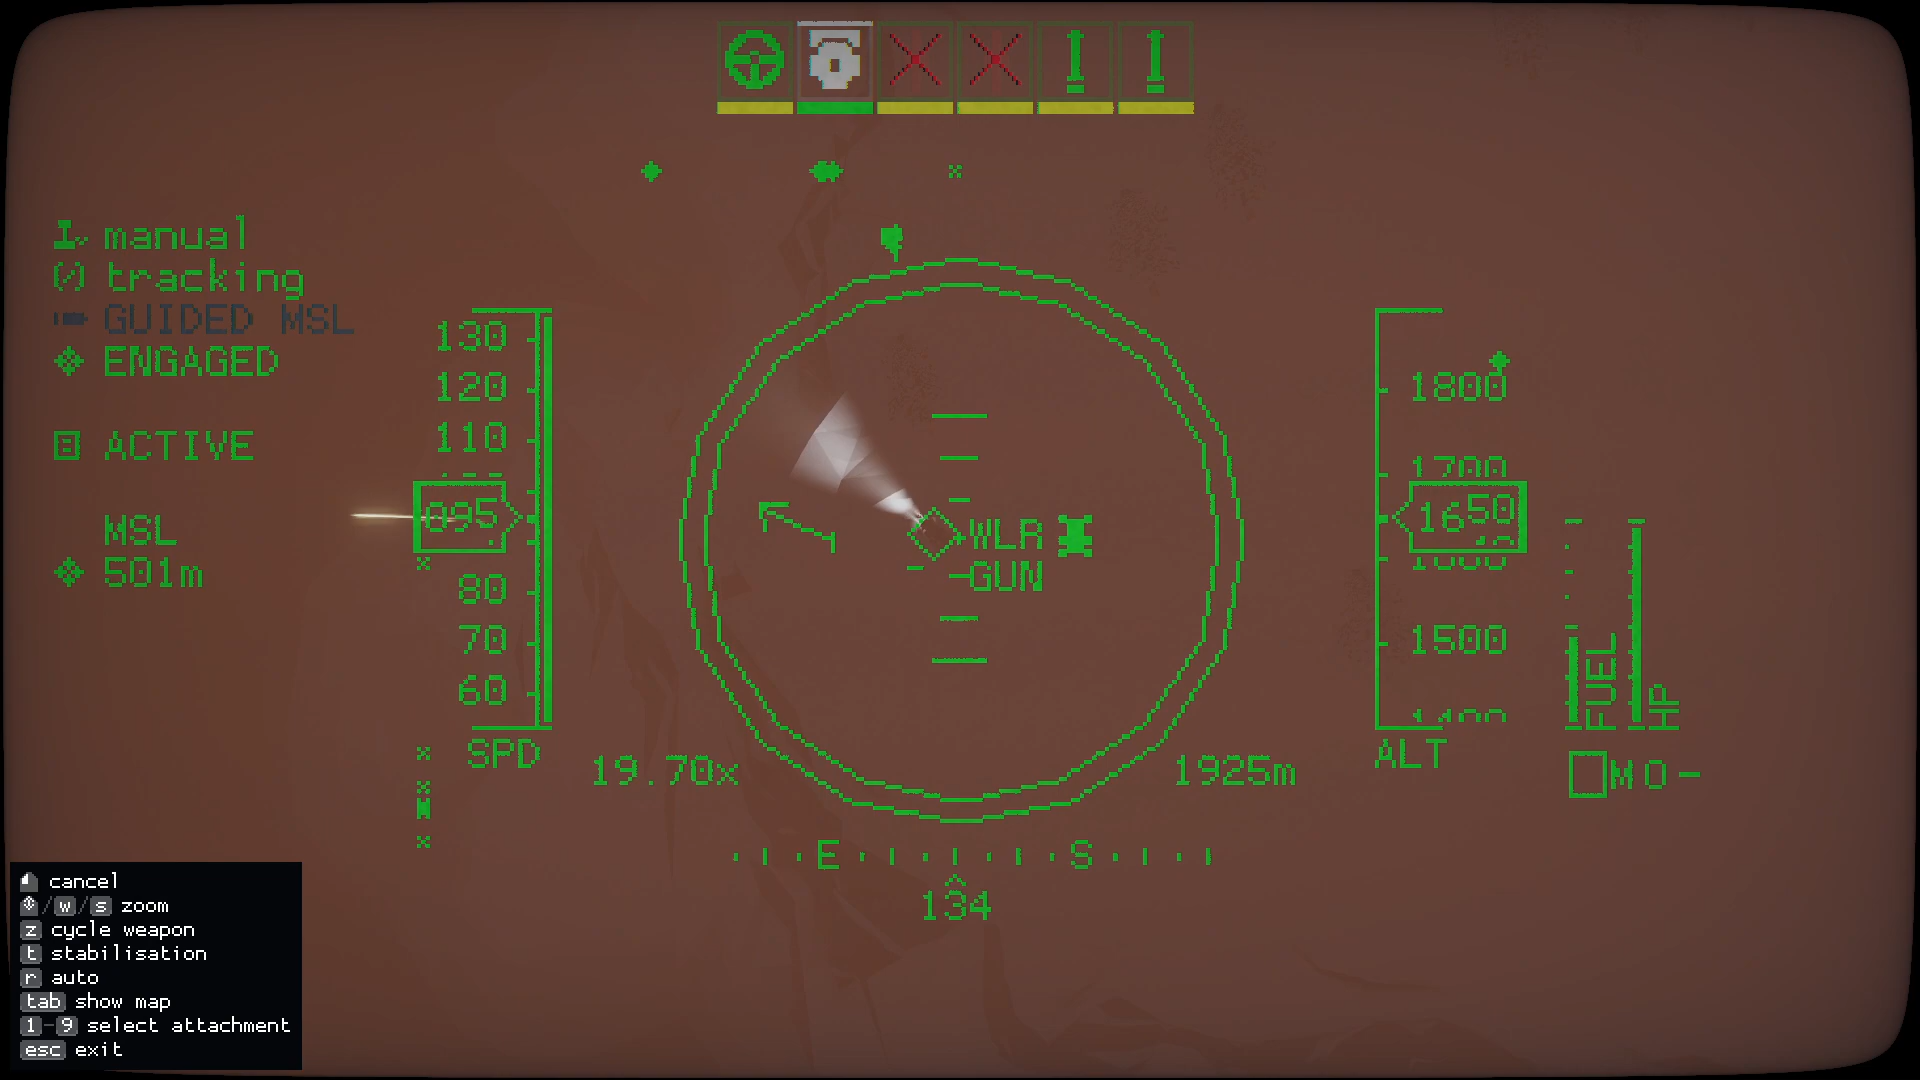 manual
tracking
GUIDED MSL
ENGAGED
ACTIVE
MSL
501m
130
120
110
095
80
70
60
SPD
19.70x
WLR
GUN
1925m
E S
134
1800
1700
1650
1500
1400
ALT
FUEL
HP
MO-
cancel
/w/s zoom
z cycle weapon
t stabilisation
r auto
tab show map
1-9 select attachment
esc exit